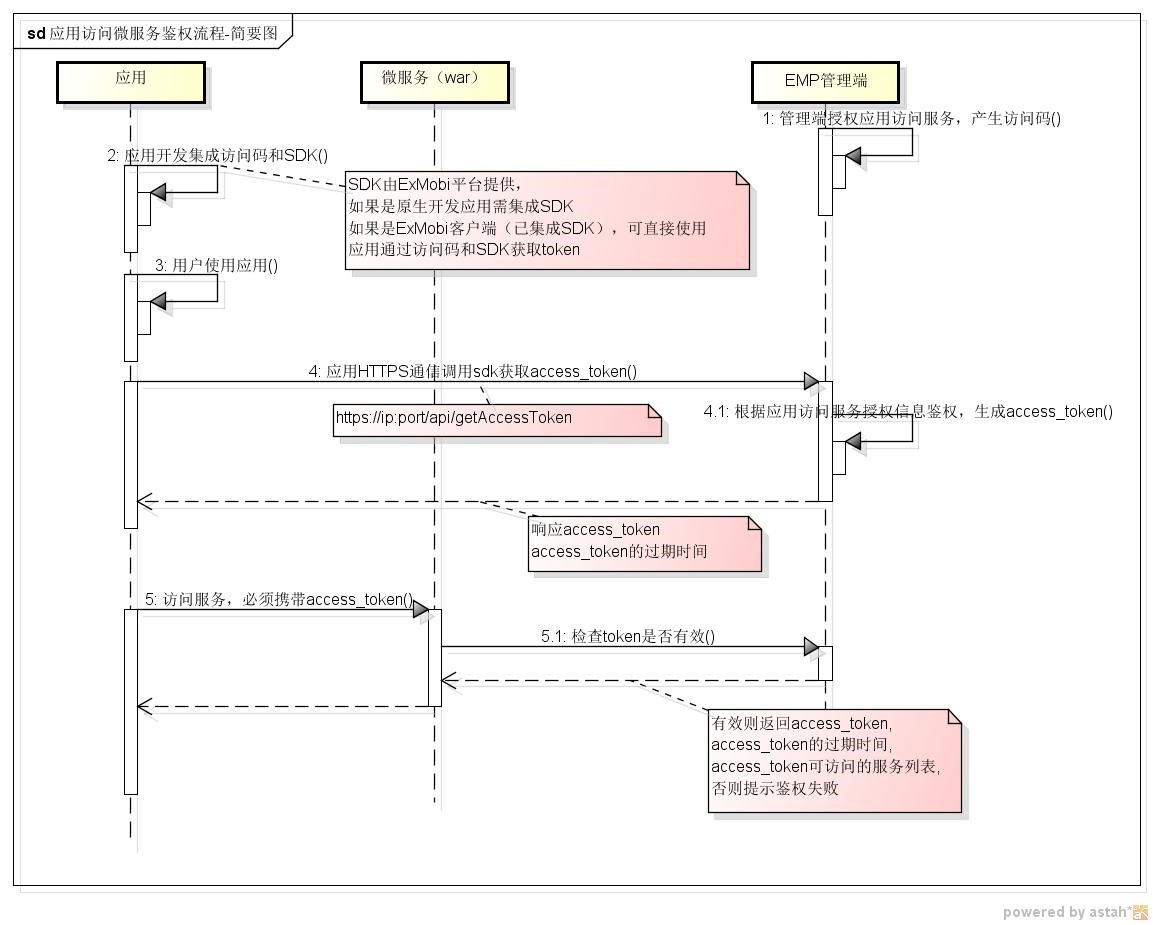 sd 应用访问微服务鉴权流程-简要图
应用
微服务（war）
EMP管理端
1: 管理端授权应用访问服务，产生访问码()
2: 应用开发集成访问码和SDK()
SDK由ExMobi平台提供，
如果是原生开发应用需集成SDK
如果是ExMobi客户端（已集成SDK），可直接使用
应用通过访问码和SDK获取token
3: 用户使用应用()
4: 应用HTTPS通信调用sdk获取access_token()
https://ip:port/api/getAccessToken
4.1: 根据应用访问服务授权信息鉴权，生成access_token()
响应access_token
access_token的过期时间
5: 访问服务，必须携带access_token()
5.1: 检查token是否有效()
有效则返回access_token,
access_token的过期时间,
access_token可访问的服务列表,
否则提示鉴权失败
powered by astah*